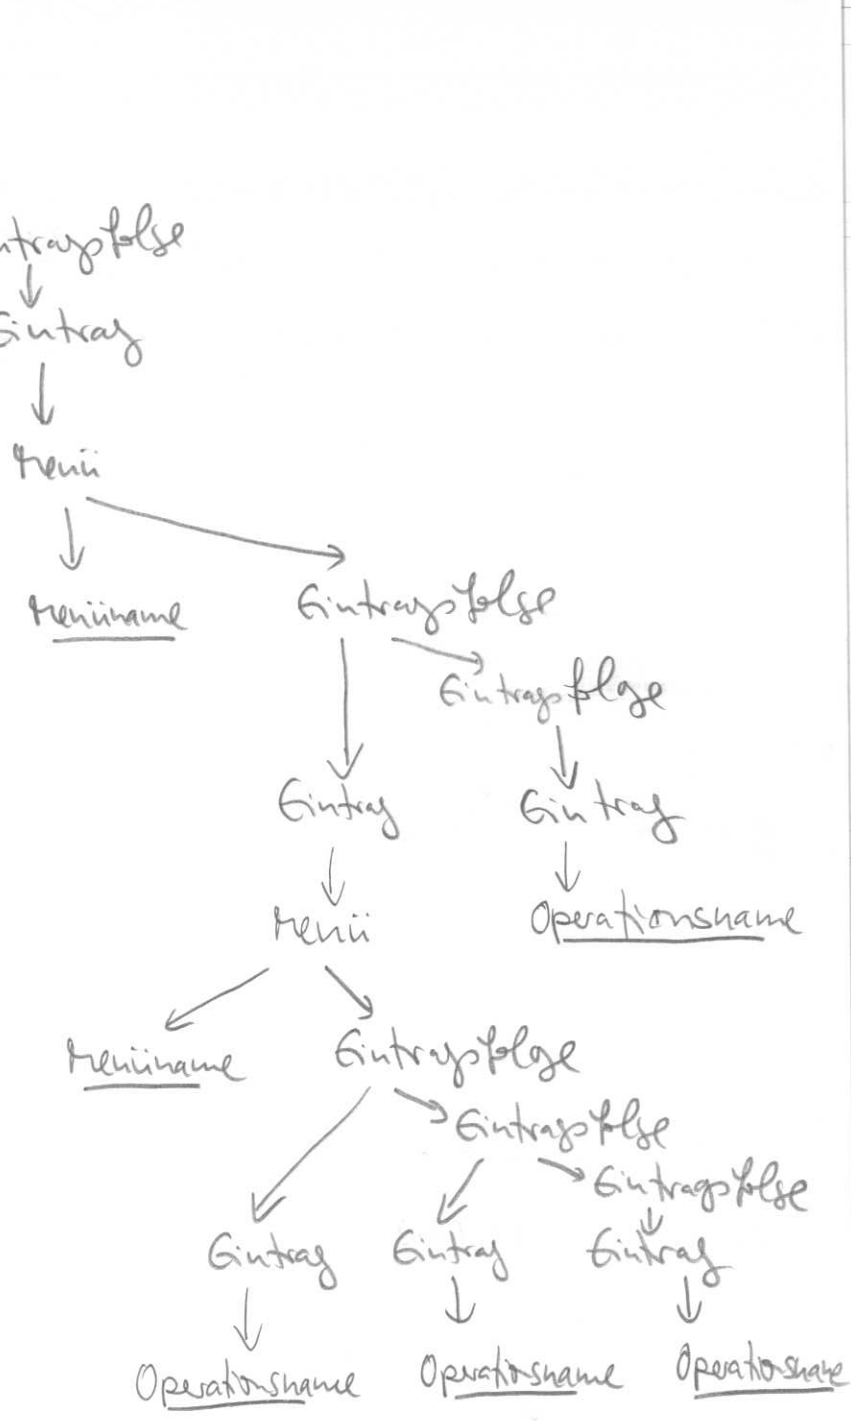 ntragsfolge
Eintrag
Menü
Menüname
Eintragsfolge
Eintragsfolge
Eintrag
Eintrag
Menü
Operationsname
Menüname
Eintragsfolge
Eintragsfolge
Eintragsfolge
Eintrag
Eintrag
Eintrag
Operationsname
Operationsname
Operationsname